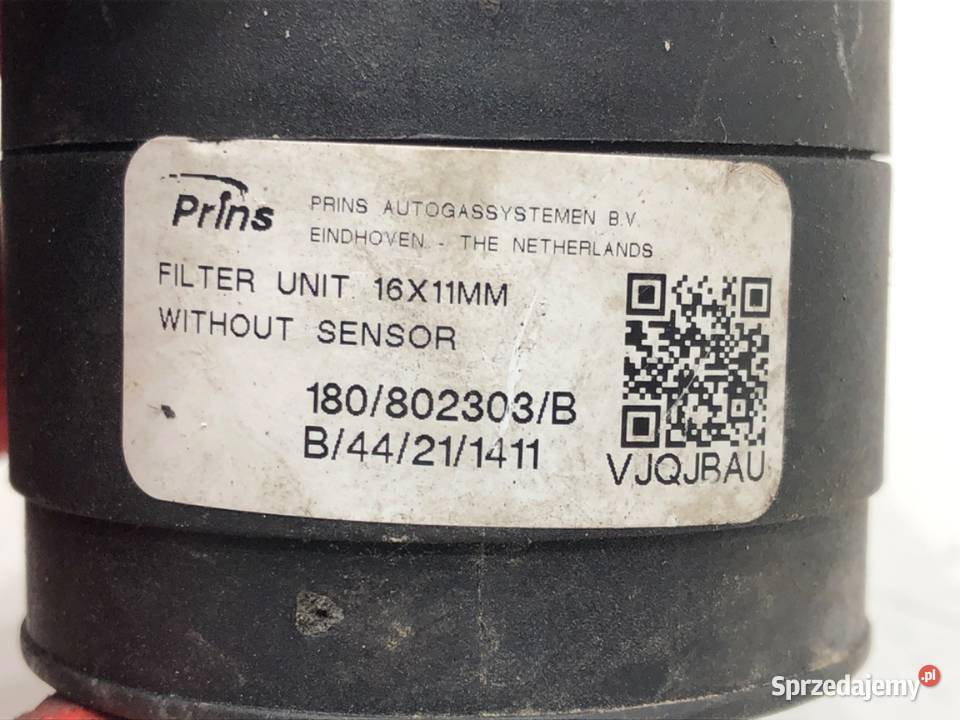 Prins
PRINS AUTOGASSYSTEMEN B.V.
EINDHOVEN - THE NETHERLANDS
FILTER UNIT 16X11MM
WITHOUT SENSOR
180/802303/B
B/44/21/1411
VJQJBAU
Sprzedajemy.pl